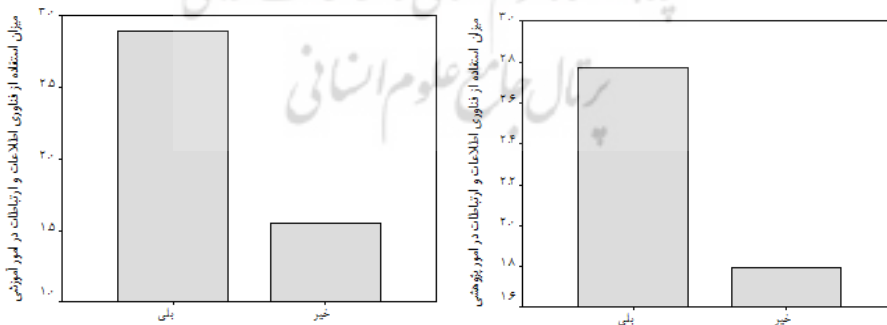 میزان استفاده از فناوری اطلاعات و ارتباطات در امور آموزشی
۳.۰
۲.۵
۲.۰
۱.۵
۱.۰
بلی
خیر
میزان استفاده از فناوری اطلاعات و ارتباطات در امور پژوهشی
۳.۰
۲.۸
۲.۶
۲.۴
۲.۲
۲.۰
۱.۸
۱.۶
بلی
خیر
پرتال جامع علوم انسانی